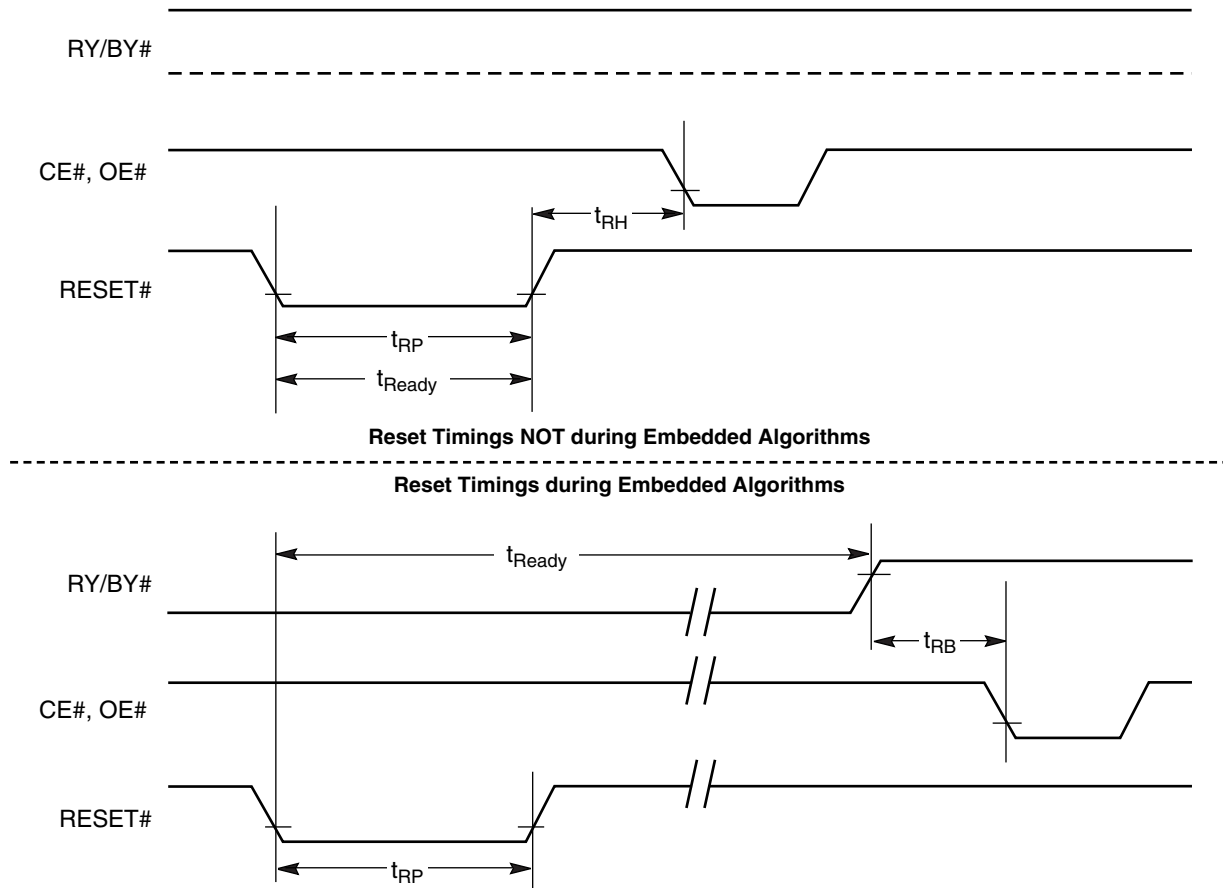 RY/BY#
CE#, OE#
tRH
RESET#
tRP
tReady
Reset Timings NOT during Embedded Algorithms
Reset Timings during Embedded Algorithms
tReady
RY/BY#
tRB
CE#, OE#
RESET#
tRP